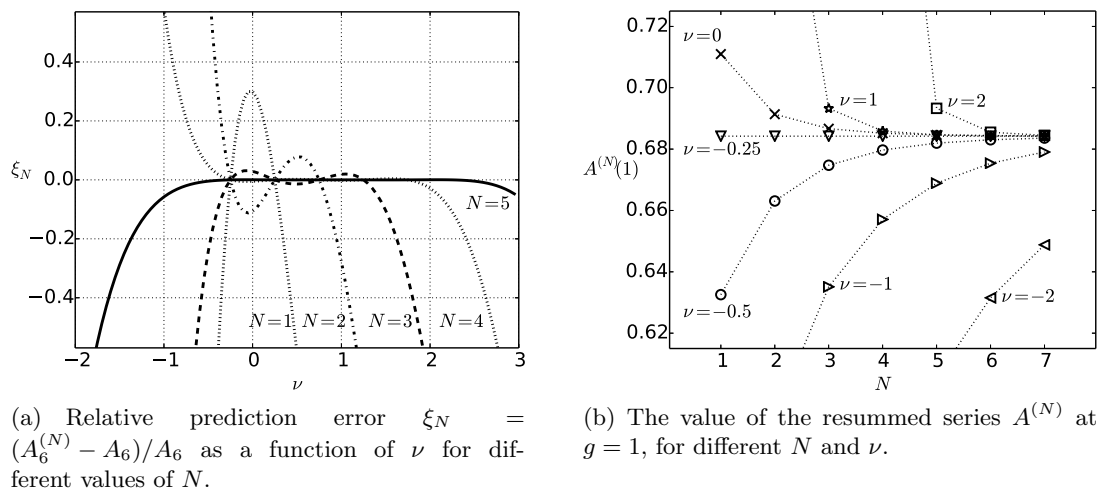 0.4
0.2
0.0
−0.2
−0.4
ξ_N
N=5
N=1
N=2
N=3
N=4
−2
−1
0
1
2
3
ν
(a) Relative prediction error ξ_N =
(A_6^{(N)} − A_6)/A_6 as a function of ν for dif-
ferent values of N.
0.72
0.70
0.68
0.66
0.64
0.62
A^{(N)}(1)
ν=0
ν=1
ν=2
ν=−0.25
ν=−1
ν=−2
ν=−0.5
1
2
3
4
5
6
7
N
(b) The value of the resummed series A^{(N)} at
g = 1, for different N and ν.